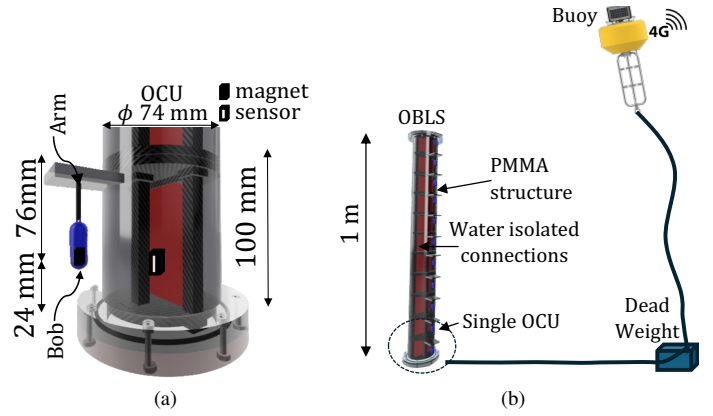 OCU
ϕ 74 mm
magnet
sensor
Arm
76mm
24 mm
Bob
100 mm
(a)
Buoy
4G
OBLS
1 m
PMMA
structure
Water isolated
connections
Single OCU
Dead
Weight
(b)